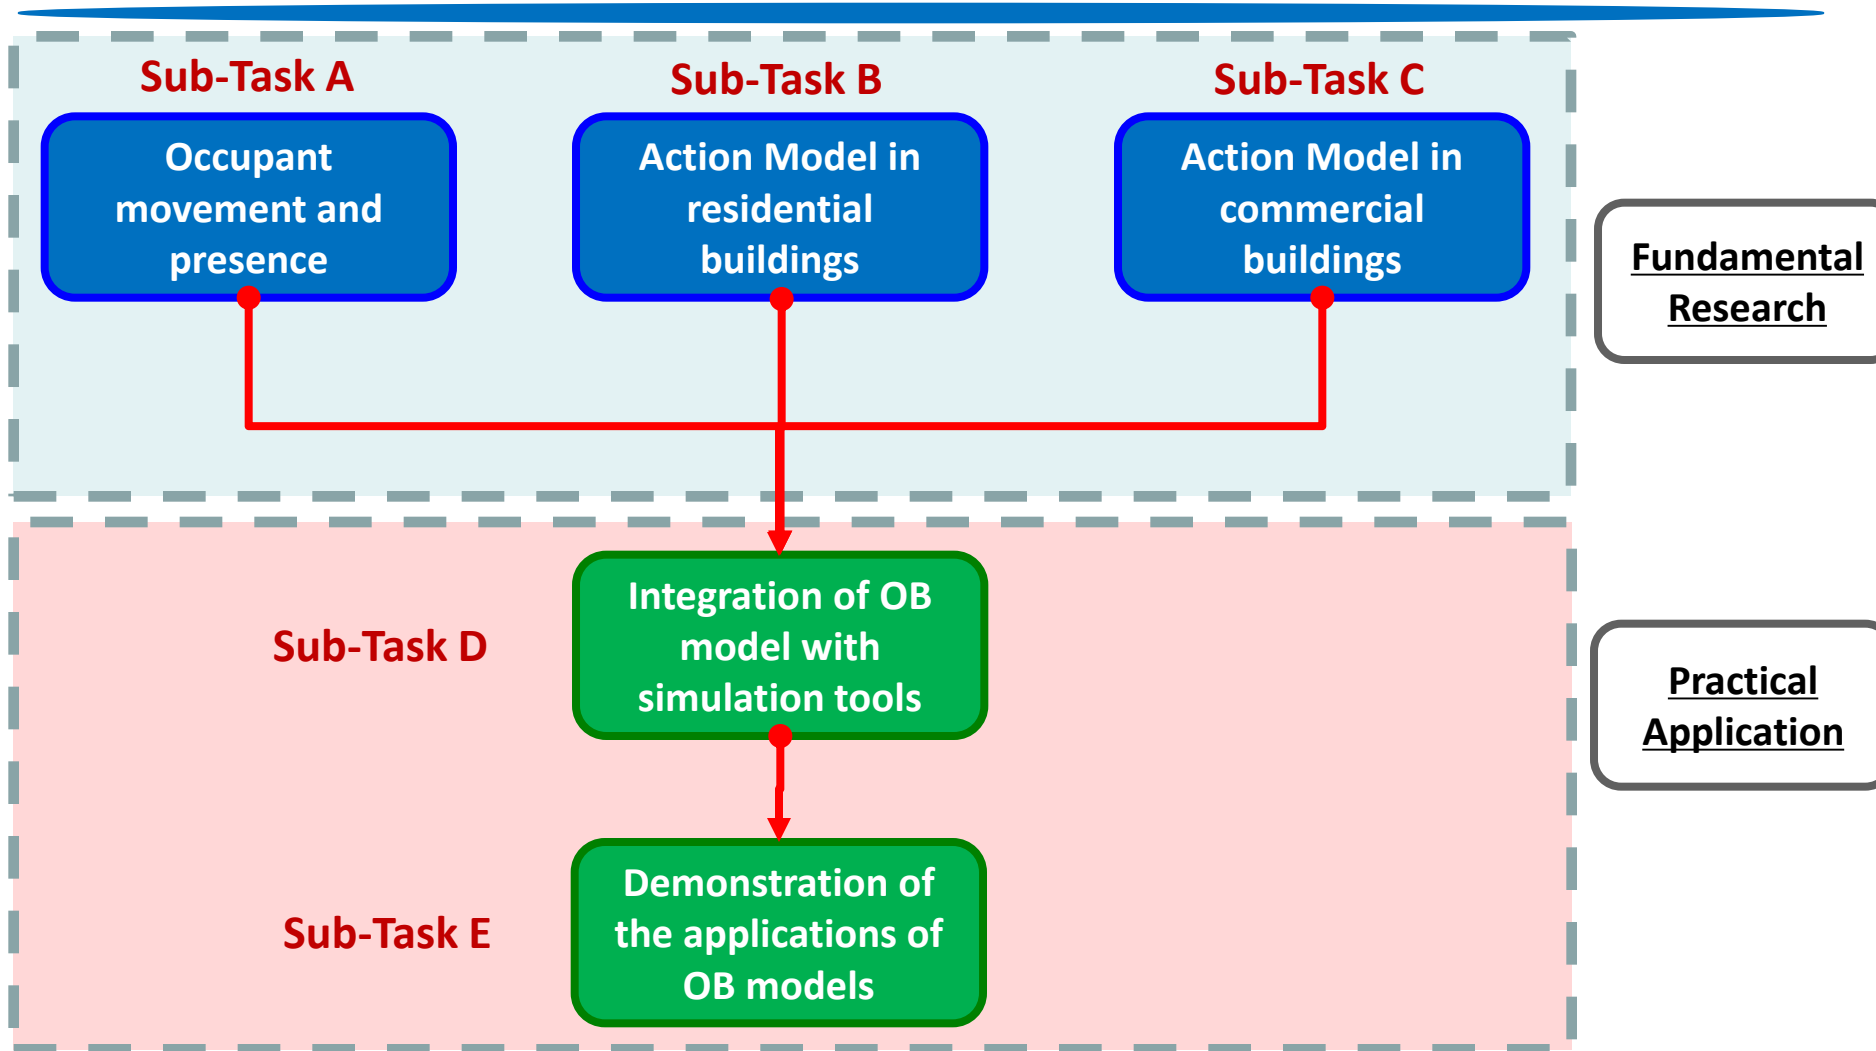 Sub-Task A
Occupant
movement and
presence
Sub-Task B
Action Model in
residential
buildings
Sub-Task C
Action Model in
commercial
buildings
Fundamental
Research
Sub-Task D
Integration of OB
model with
simulation tools
Practical
Application
Sub-Task E
Demonstration of
the applications of
OB models